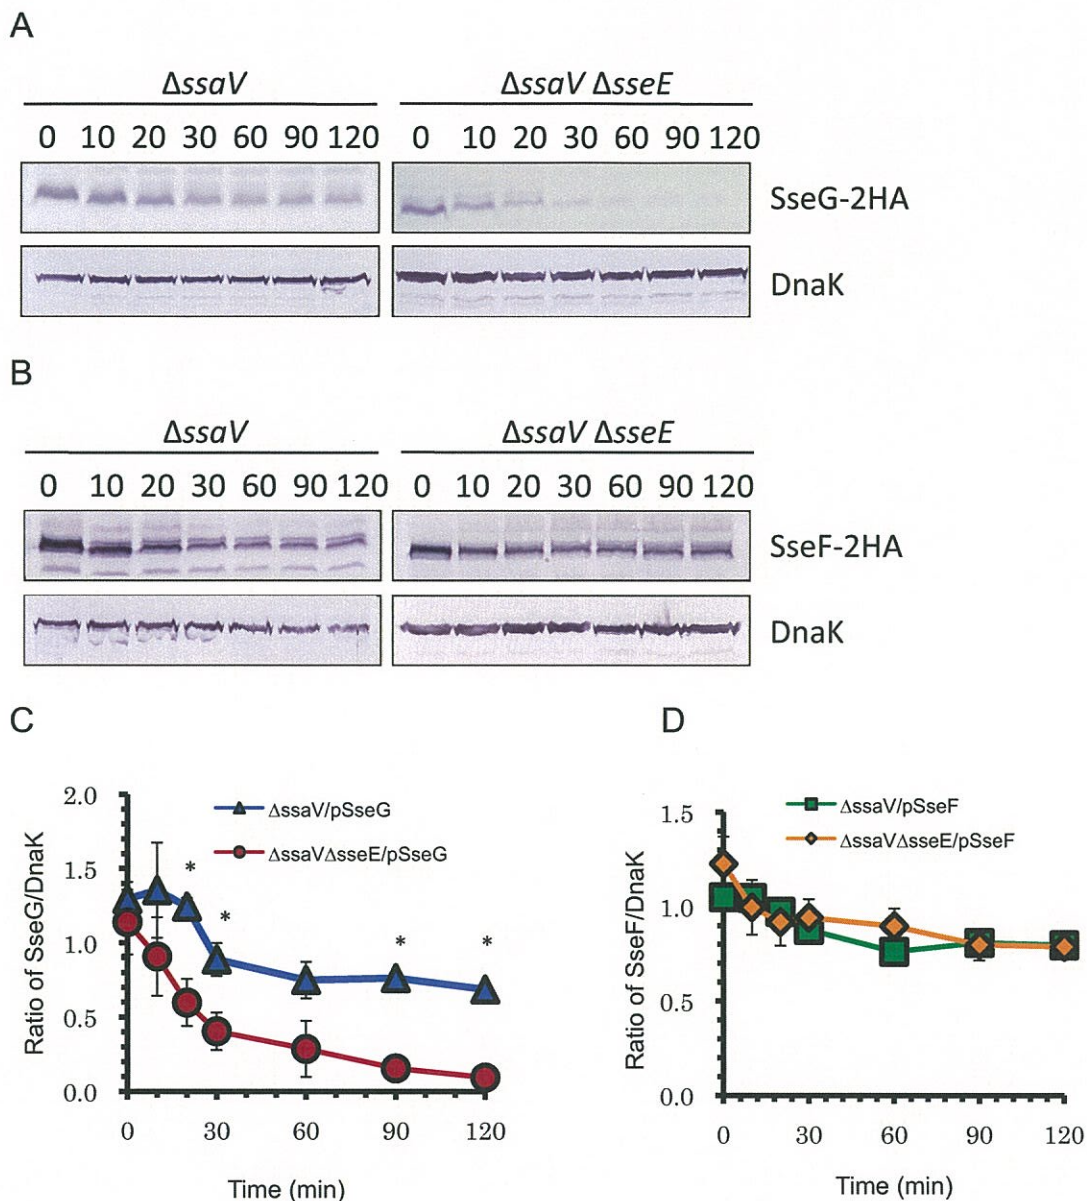 A
ΔssaV ΔssaV ΔsseE
0 10 20 30 60 90 120 0 10 20 30 60 90 120
SseG-2HA
DnaK
B
ΔssaV ΔssaV ΔsseE
0 10 20 30 60 90 120 0 10 20 30 60 90 120
SseF-2HA
DnaK
C
Ratio of SseG/DnaK
2.0
1.5
1.0
0.5
0.0
ΔssaV/pSseG
ΔssaVΔsseE/pSseG
* * * *
0 30 60 90 120
Time (min)
D
Ratio of SseF/DnaK
1.5
1.0
0.5
0.0
ΔssaV/pSseF
ΔssaVΔsseE/pSseF
0 30 60 90 120
Time (min)